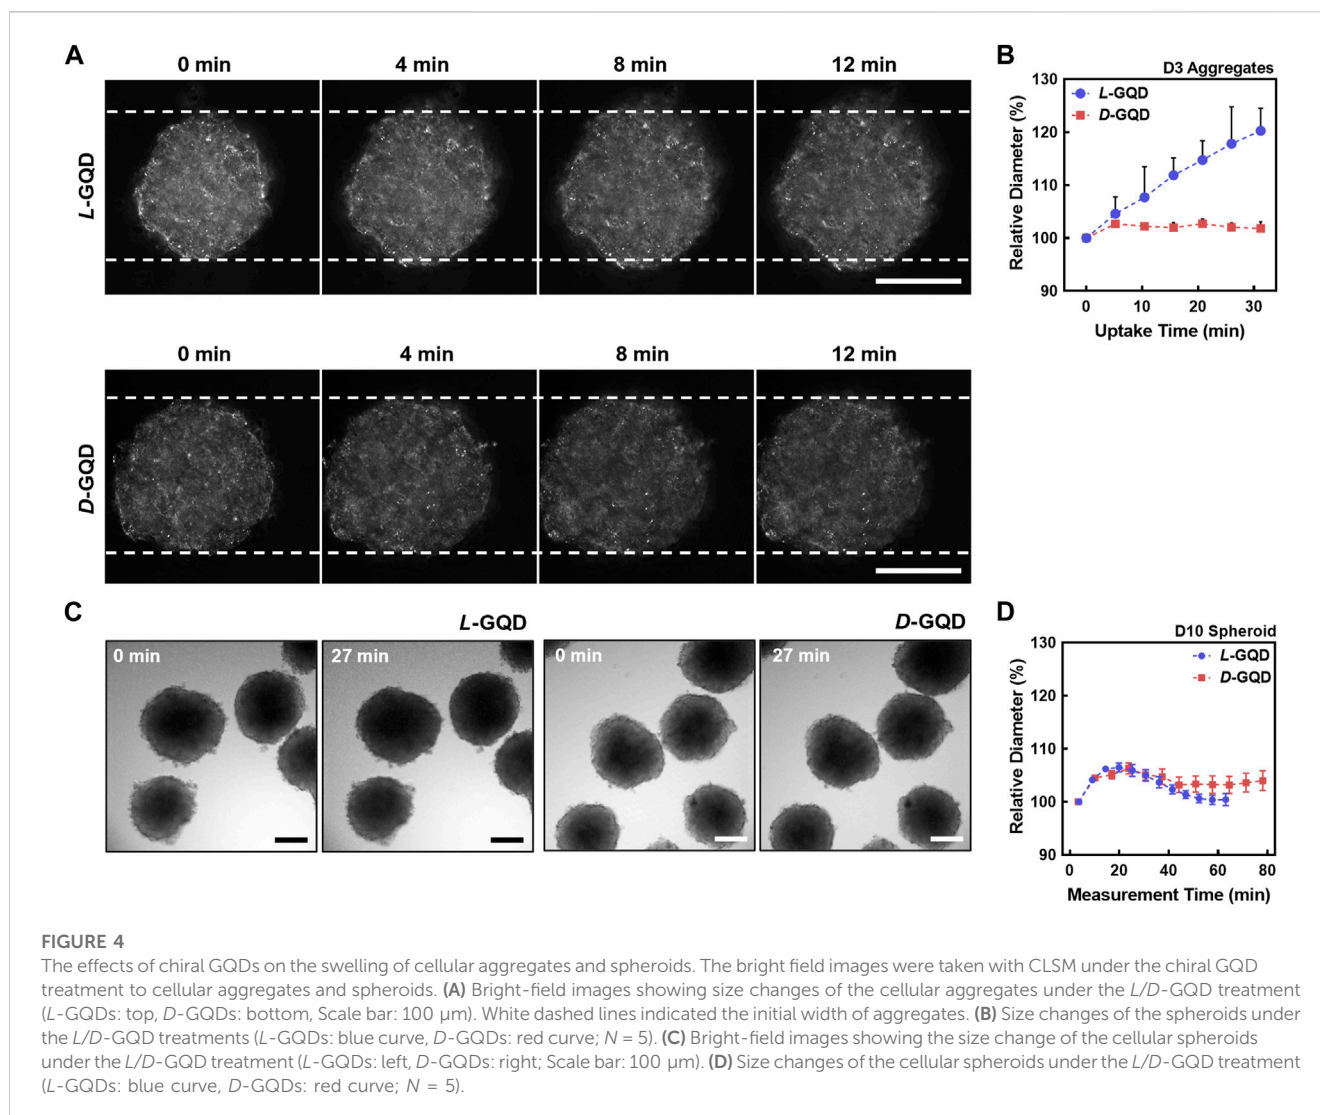 A
0 min
4 min
8 min
12 min
L-GQD
0 min
4 min
8 min
12 min
D-GQD
B
D3 Aggregates
L-GQD
D-GQD
Relative Diameter (%)
130
120
110
100
90
0
10
20
30
Uptake Time (min)
C
L-GQD
D-GQD
0 min
27 min
0 min
27 min
D
D10 Spheroid
L-GQD
D-GQD
Relative Diameter (%)
130
120
110
100
90
0
20
40
60
80
Measurement Time (min)
FIGURE 4
The effects of chiral GQDs on the swelling of cellular aggregates and spheroids. The bright field images were taken with CLSM under the chiral GQD
treatment to cellular aggregates and spheroids. (A) Bright-field images showing size changes of the cellular aggregates under the L/D-GQD treatment
(L-GQDs: top, D-GQDs: bottom, Scale bar: 100 μm). White dashed lines indicated the initial width of aggregates. (B) Size changes of the spheroids under
the L/D-GQD treatments (L-GQDs: blue curve, D-GQDs: red curve; N = 5). (C) Bright-field images showing the size change of the cellular spheroids
under the L/D-GQD treatment (L-GQDs: left, D-GQDs: right; Scale bar: 100 μm). (D) Size changes of the cellular spheroids under the L/D-GQD treatment
(L-GQDs: blue curve, D-GQDs: red curve; N = 5).